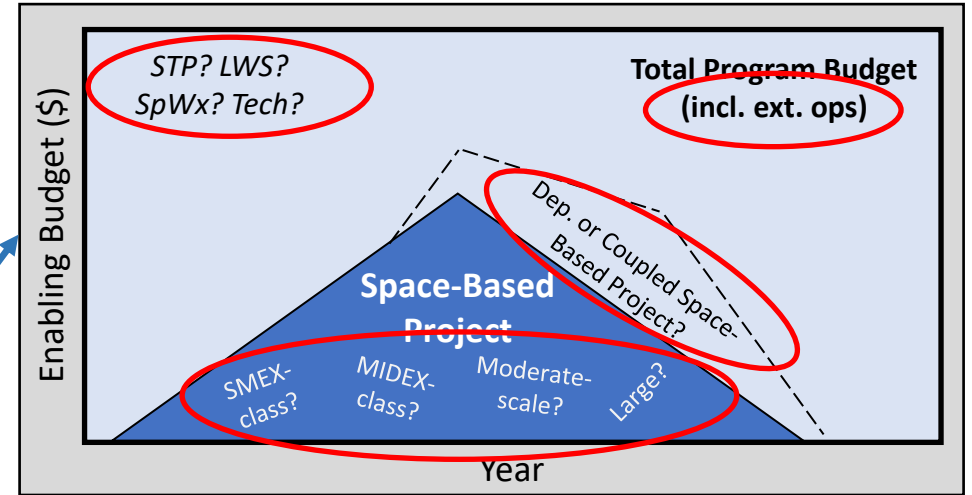 STP? LWS?
SpWx? Tech?
Total Program Budget
(incl. ext. ops)
Enabling Budget ($)
Dep. or Coupled Space-
Based Project?
Space-Based
Project
SMEX-
class?
MIDEX-
class?
Moderate-
scale?
Large?
Year